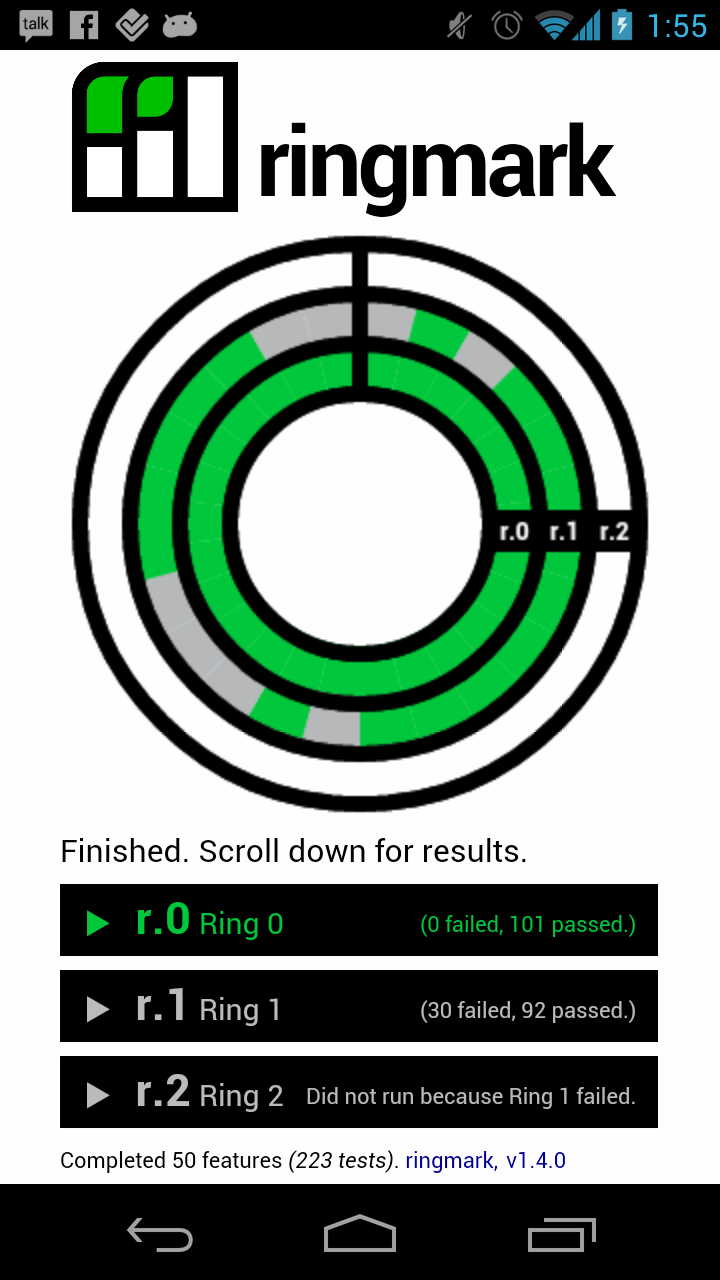 talk 1:55
ringmark
r.0 r.1 r.2
Finished. Scroll down for results.
r.0 Ring 0 (0 failed, 101 passed.)
r.1 Ring 1 (30 failed, 92 passed.)
r.2 Ring 2 Did not run because Ring 1 failed.
Completed 50 features (223 tests). ringmark, v1.4.0